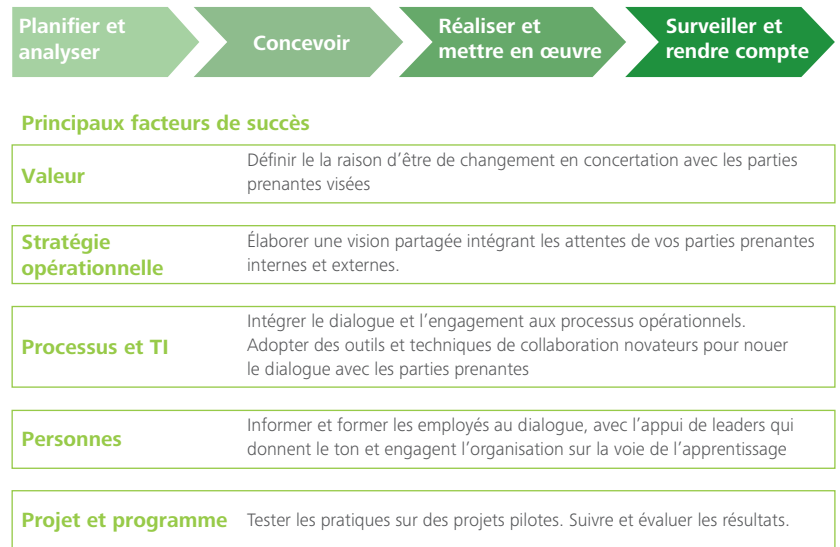 Planifier et
analyser
Concevoir
Réaliser et
mettre en œuvre
Surveiller et
rendre compte
Principaux facteurs de succès
Valeur
Définir le la raison d’être de changement en concertation avec les parties
prenantes visées
Stratégie
opérationnelle
Élaborer une vision partagée intégrant les attentes de vos parties prenantes
internes et externes.
Processus et TI
Intégrer le dialogue et l’engagement aux processus opérationnels.
Adopter des outils et techniques de collaboration novateurs pour nouer
le dialogue avec les parties prenantes
Personnes
Informer et former les employés au dialogue, avec l’appui de leaders qui
donnent le ton et engagent l’organisation sur la voie de l’apprentissage
Projet et programme
Tester les pratiques sur des projets pilotes. Suivre et évaluer les résultats.